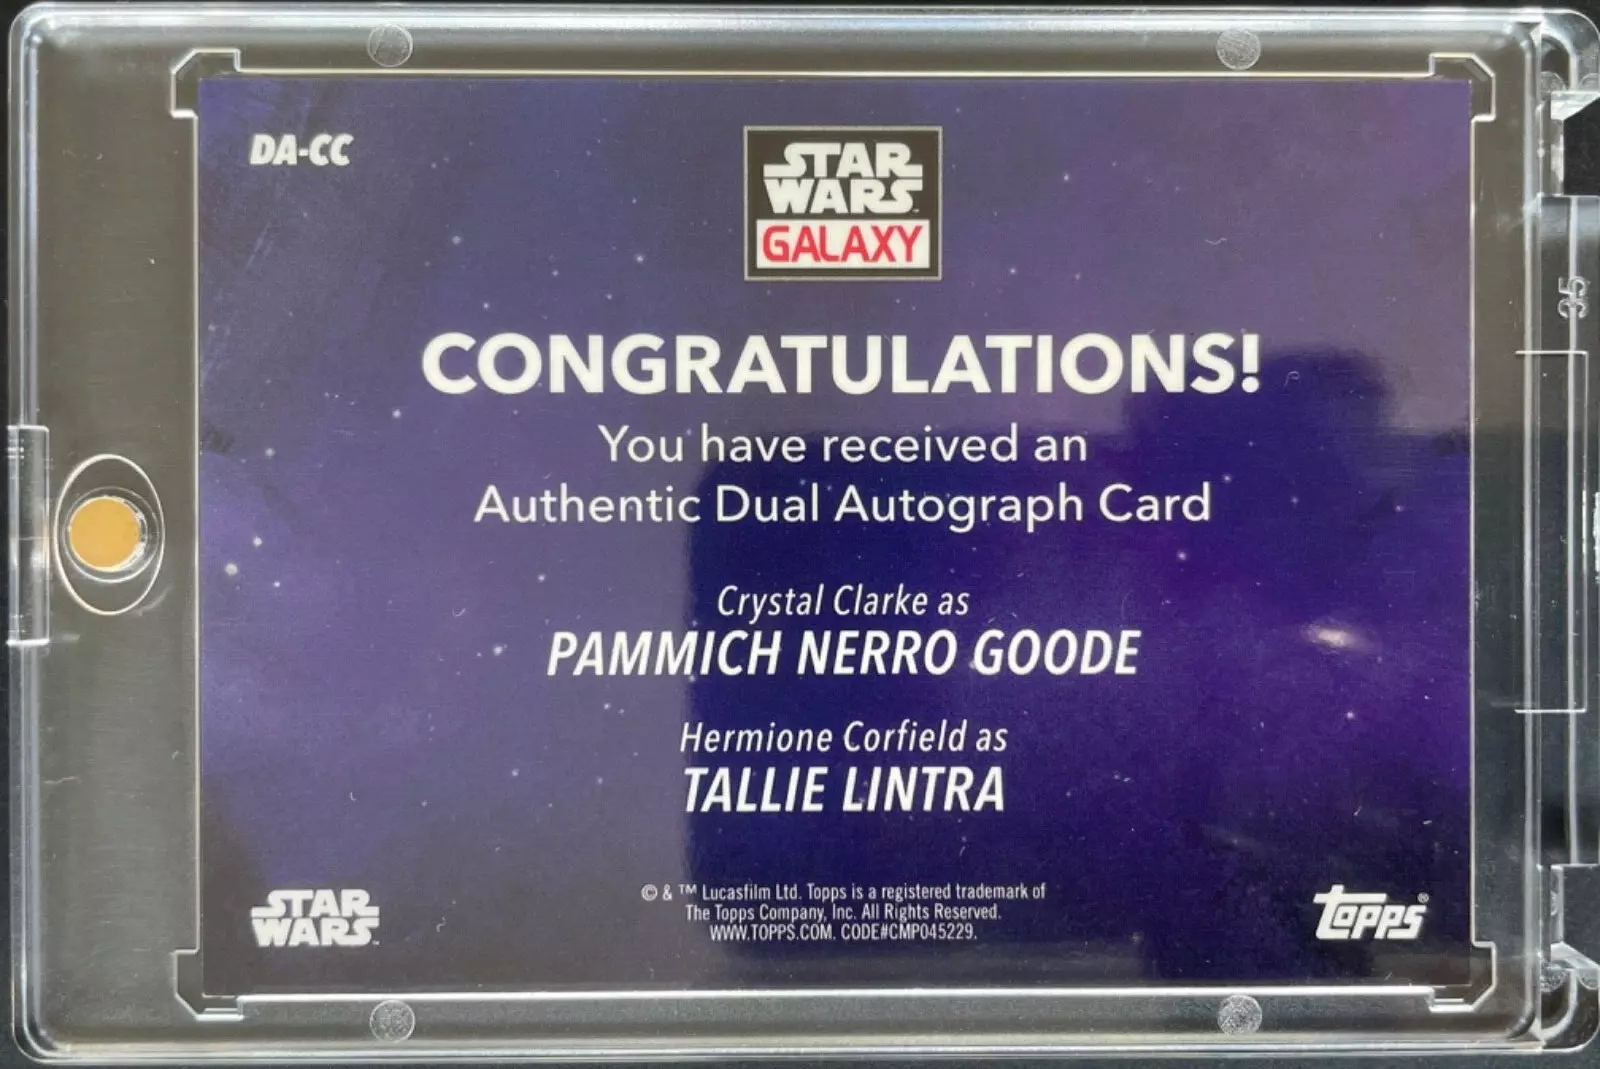 DA-CC
STAR
WARS
GALAXY
CONGRATULATIONS!
You have received an
Authentic Dual Autograph Card
Crystal Clarke as
PAMMICH NERRO GOODE
Hermione Corfield as
TALLIE LINTRA
© & ™ Lucasfilm Ltd. Topps is a registered trademark of
The Topps Company, Inc. All Rights Reserved.
WWW.TOPPS.COM. CODE#CMP045229.
STAR
WARS
Topps®